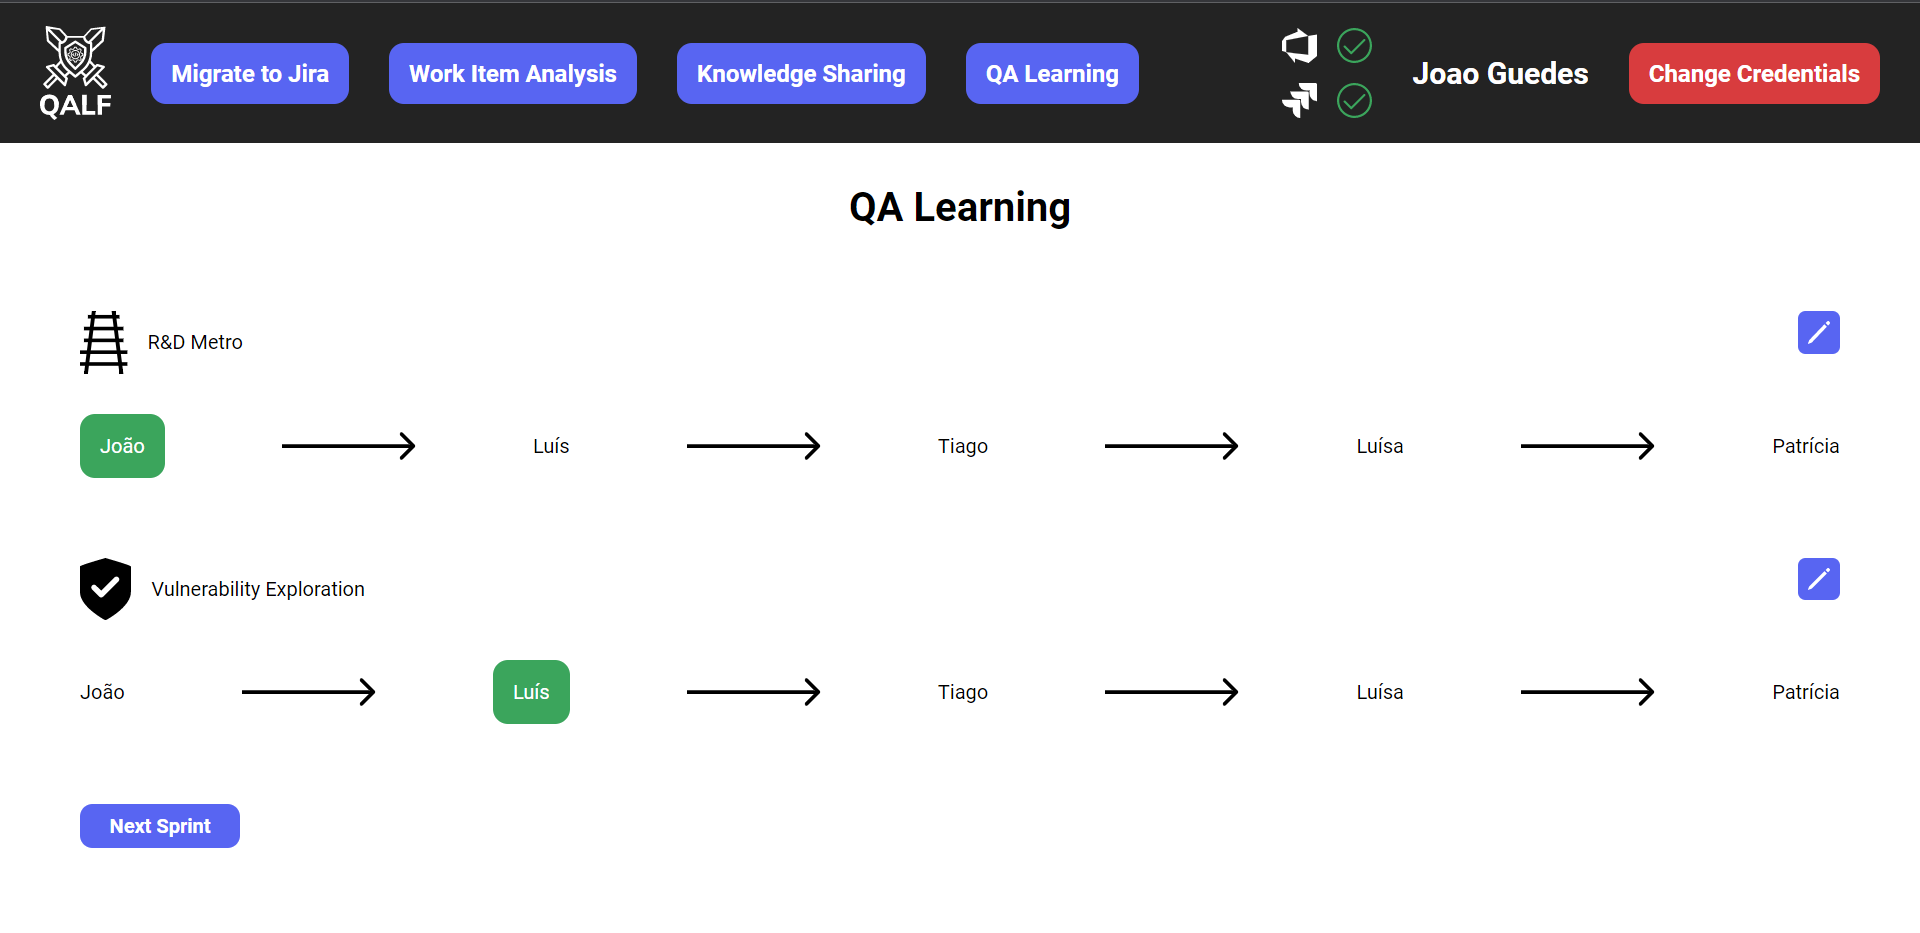 QALF
Migrate to Jira
Work Item Analysis
Knowledge Sharing
QA Learning
Joao Guedes
Change Credentials
QA Learning
R&D Metro
João Luís Tiago Luísa Patrícia
Vulnerability Exploration
João Luís Tiago Luísa Patrícia
Next Sprint